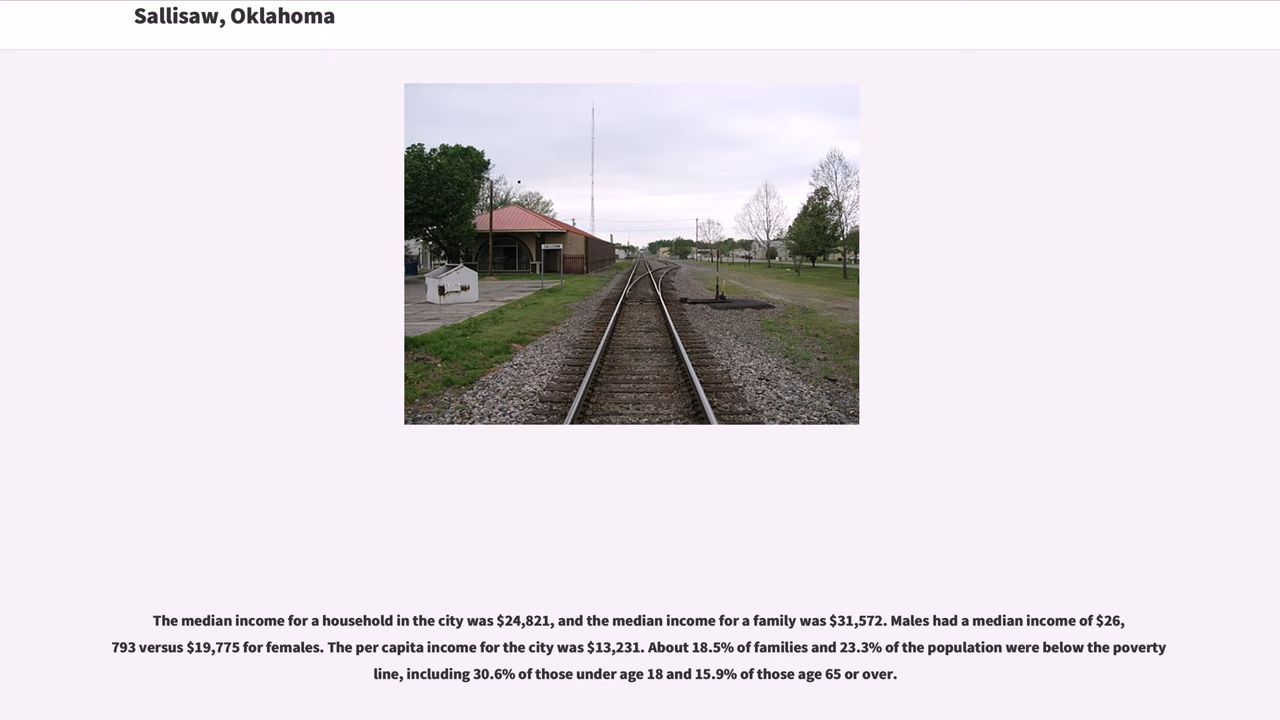 Sallisaw, Oklahoma
SALLISAW
The median income for a household in the city was $24,821, and the median income for a family was $31,572. Males had a median income of $26,
793 versus $19,775 for females. The per capita income for the city was $13,231. About 18.5% of families and 23.3% of the population were below the poverty
line, including 30.6% of those under age 18 and 15.9% of those age 65 or over.